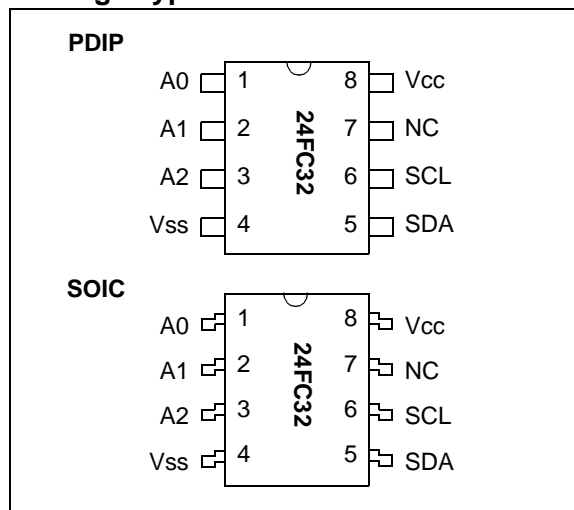 PDIP
A0 1 8 Vcc
A1 2 7 NC
A2 3 6 SCL
Vss 4 5 SDA
24FC32
SOIC
A0 1 8 Vcc
A1 2 7 NC
A2 3 6 SCL
Vss 4 5 SDA
24FC32